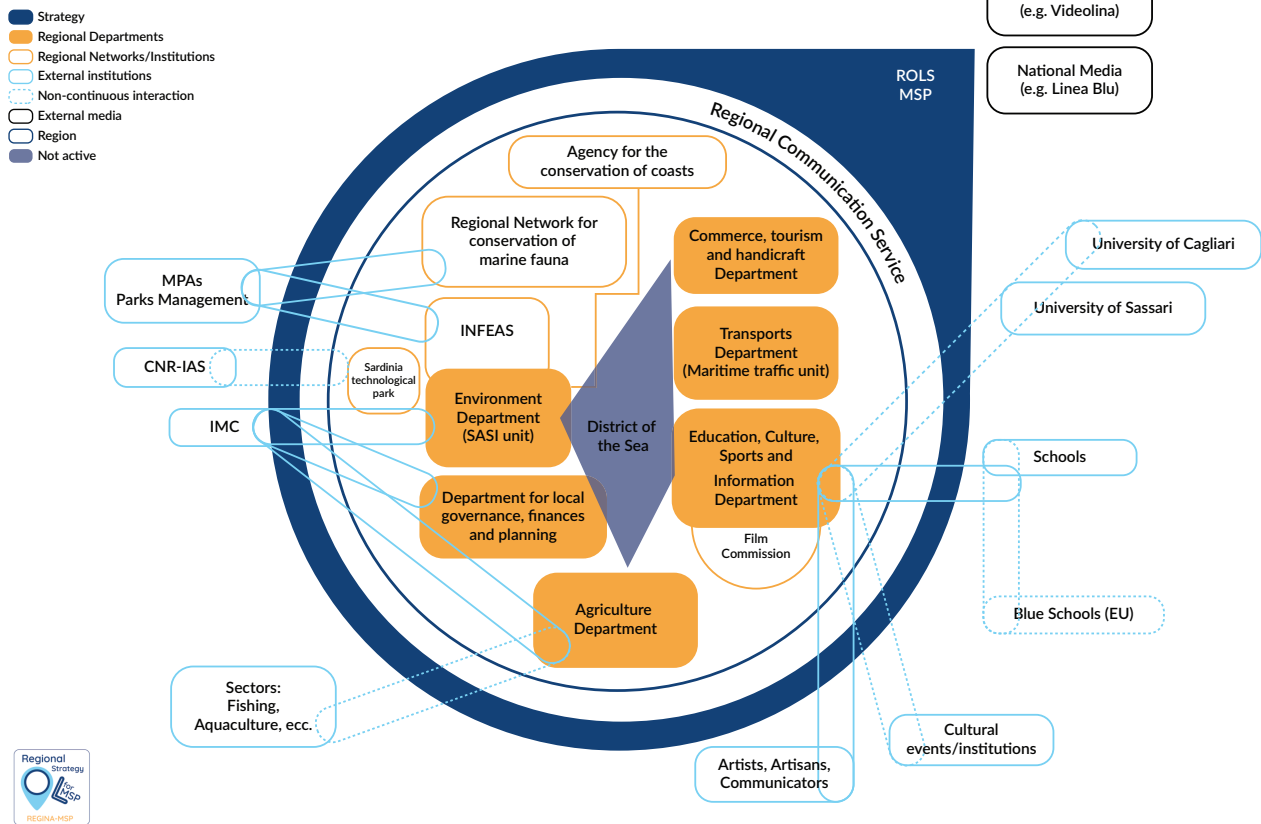 Strategy
Regional Departments
Regional Networks/Institutions
External institutions
Non-continuous interaction
External media
Region
Not active
(e.g. Videolina)
National Media
(e.g. Linea Blu)
ROLS
MSP
Regional Communication Service
Agency for the
conservation of coasts
Regional Network for
conservation of
marine fauna
Commerce, tourism
and handicraft
Department
University of Cagliari
MPAs
Parks Management
University of Sassari
INFEAS
Transports
Department
(Maritime traffic unit)
CNR-IAS
Sardinia
technological
park
Environment
Department
(SASI unit)
District of
the Sea
IMC
Education, Culture,
Sports and
Information
Department
Schools
Department for local
governance, finances
and planning
Film
Commission
Agriculture
Department
Blue Schools (EU)
Sectors:
Fishing,
Aquaculture, ecc.
Cultural
events/institutions
Artists, Artisans,
Communicators
Regional
Strategy
for
MSP
REGINA-MSP